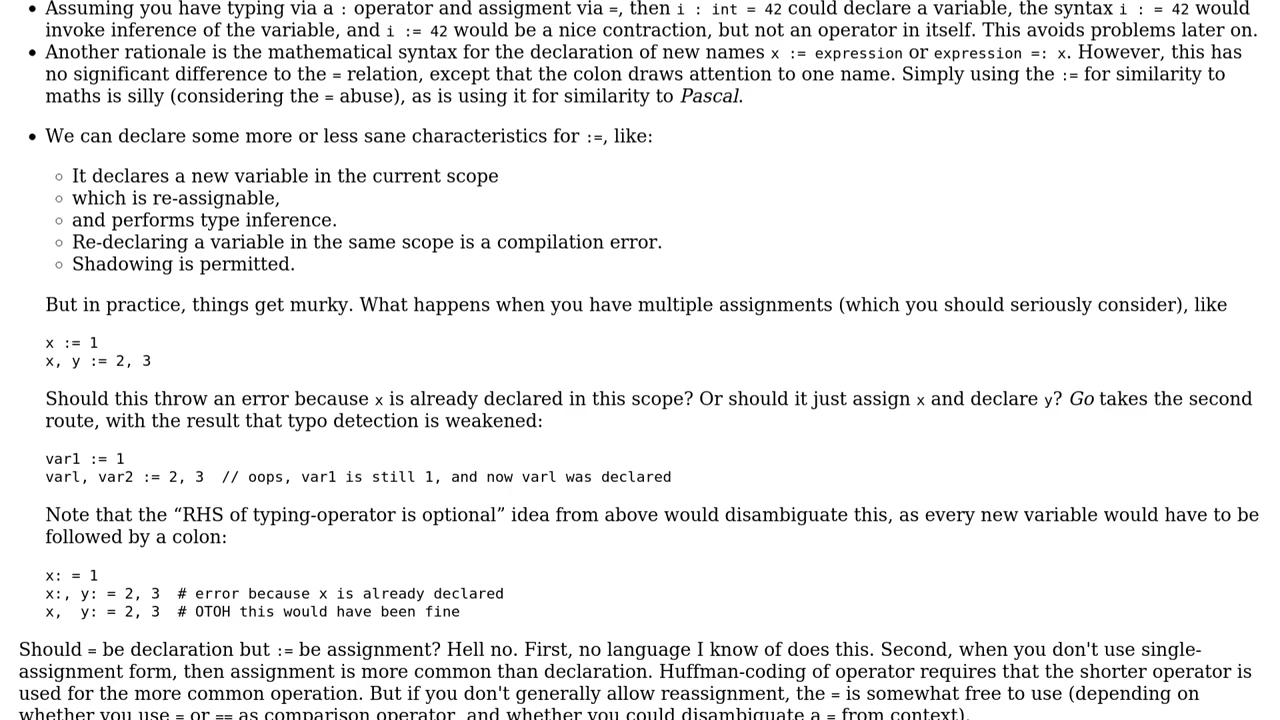 • Assuming you have typing via a : operator and assigment via =, then i : int = 42 could declare a variable, the syntax i : = 42 would
invoke inference of the variable, and i := 42 would be a nice contraction, but not an operator in itself. This avoids problems later on.
• Another rationale is the mathematical syntax for the declaration of new names x := expression or expression =: x. However, this has
no significant difference to the = relation, except that the colon draws attention to one name. Simply using the := for similarity to
maths is silly (considering the = abuse), as is using it for similarity to Pascal.
• We can declare some more or less sane characteristics for :=, like:
◦ It declares a new variable in the current scope
◦ which is re-assignable,
◦ and performs type inference.
◦ Re-declaring a variable in the same scope is a compilation error.
◦ Shadowing is permitted.
But in practice, things get murky. What happens when you have multiple assignments (which you should seriously consider), like
x := 1
x, y := 2, 3
Should this throw an error because x is already declared in this scope? Or should it just assign x and declare y? Go takes the second
route, with the result that typo detection is weakened:
var1 := 1
varl, var2 := 2, 3  // oops, var1 is still 1, and now varl was declared
Note that the “RHS of typing-operator is optional” idea from above would disambiguate this, as every new variable would have to be
followed by a colon:
x: = 1
x:, y: = 2, 3  # error because x is already declared
x,  y: = 2, 3  # OTOH this would have been fine
Should = be declaration but := be assignment? Hell no. First, no language I know of does this. Second, when you don't use single-
assignment form, then assignment is more common than declaration. Huffman-coding of operator requires that the shorter operator is
used for the more common operation. But if you don't generally allow reassignment, the = is somewhat free to use (depending on
whether you use = or == as comparison operator, and whether you could disambiguate a = from context).